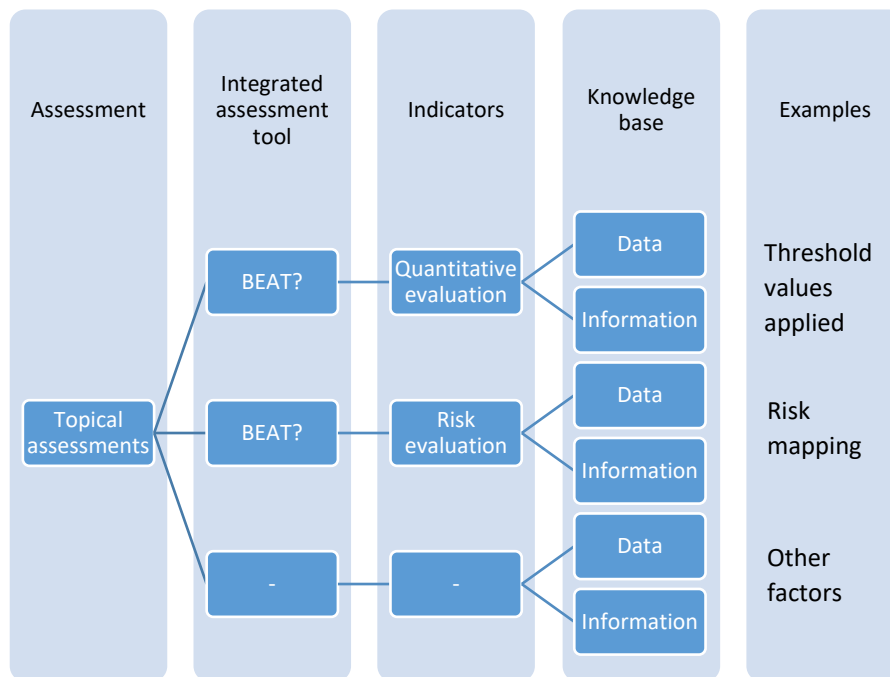 Assessment
Integrated
assessment
tool
Indicators
Knowledge
base
Examples
Topical
assessments
BEAT?
Quantitative
evaluation
Data
Information
Threshold
values
applied
BEAT?
Risk
evaluation
Data
Information
Risk
mapping
-
-
Data
Information
Other
factors